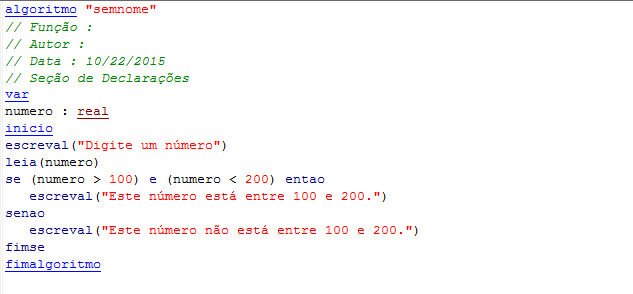 algoritmo "semnome"
// Função :
// Autor :
// Data : 10/22/2015
// Seção de Declarações
var
numero : real
inicio
escreval("Digite um número")
leia(numero)
se (numero > 100) e (numero < 200) entao
   escreval("Este número está entre 100 e 200.")
senao
   escreval("Este número não está entre 100 e 200.")
fimse
fimalgoritmo